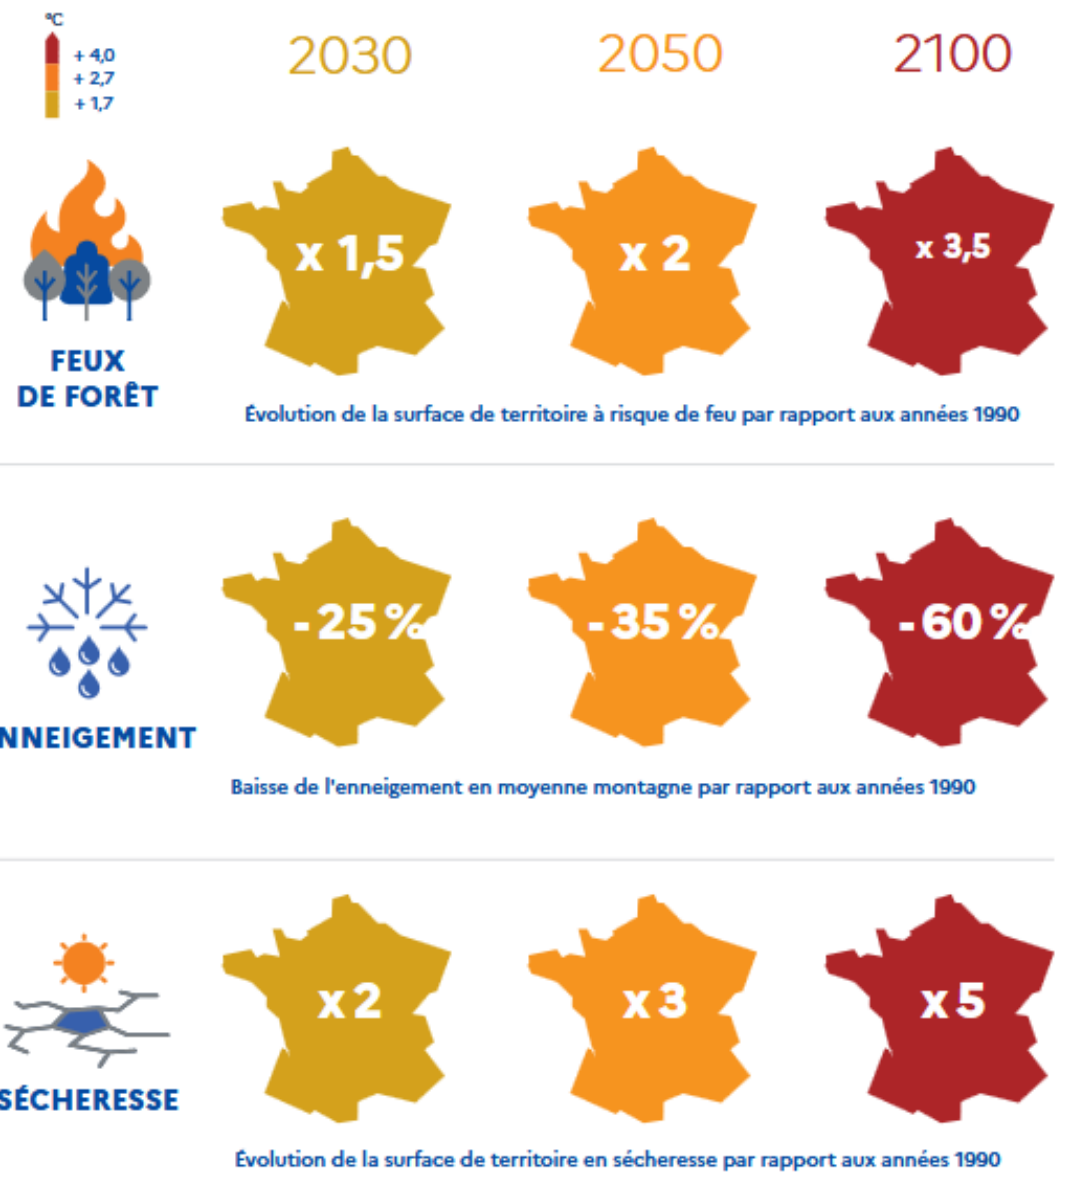 °C
+ 4,0
+ 2,7
+ 1,7
2030
2050
2100
x 1,5
x 2
x 3,5
FEUX
DE FORÊT
Évolution de la surface de territoire à risque de feu par rapport aux années 1990
- 25 %
- 35 %
- 60 %
NNEIGEMENT
Baisse de l'enneigement en moyenne montagne par rapport aux années 1990
x 2
x 3
x 5
SÉCHERESSE
Évolution de la surface de territoire en sécheresse par rapport aux années 1990